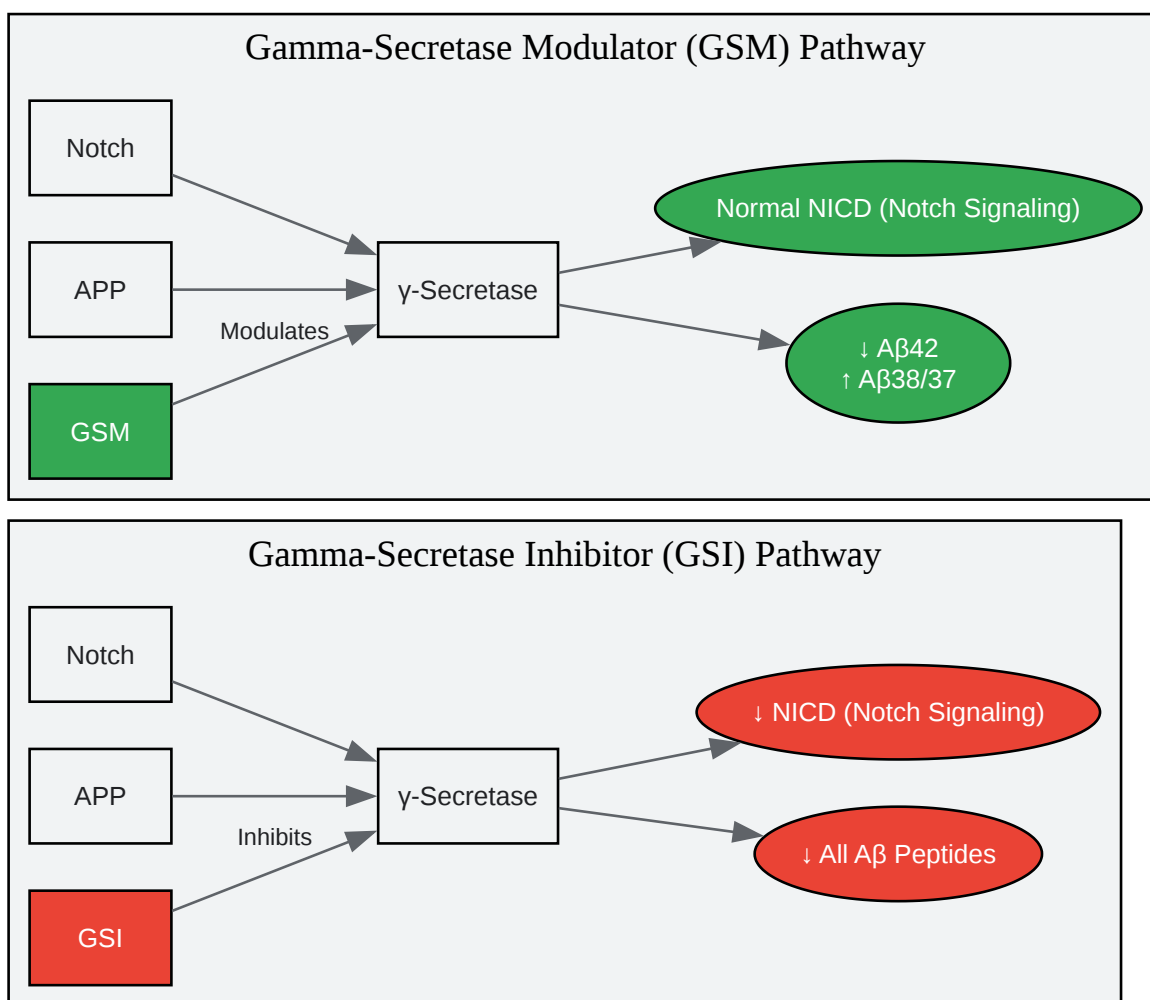 Gamma-Secretase Modulator (GSM) Pathway
Notch
APP
GSM
Modulates
γ-Secretase
Normal NICD (Notch Signaling)
↓ Aβ42
↑ Aβ38/37
Gamma-Secretase Inhibitor (GSI) Pathway
Notch
APP
GSI
Inhibits
γ-Secretase
↓ NICD (Notch Signaling)
↓ All Aβ Peptides